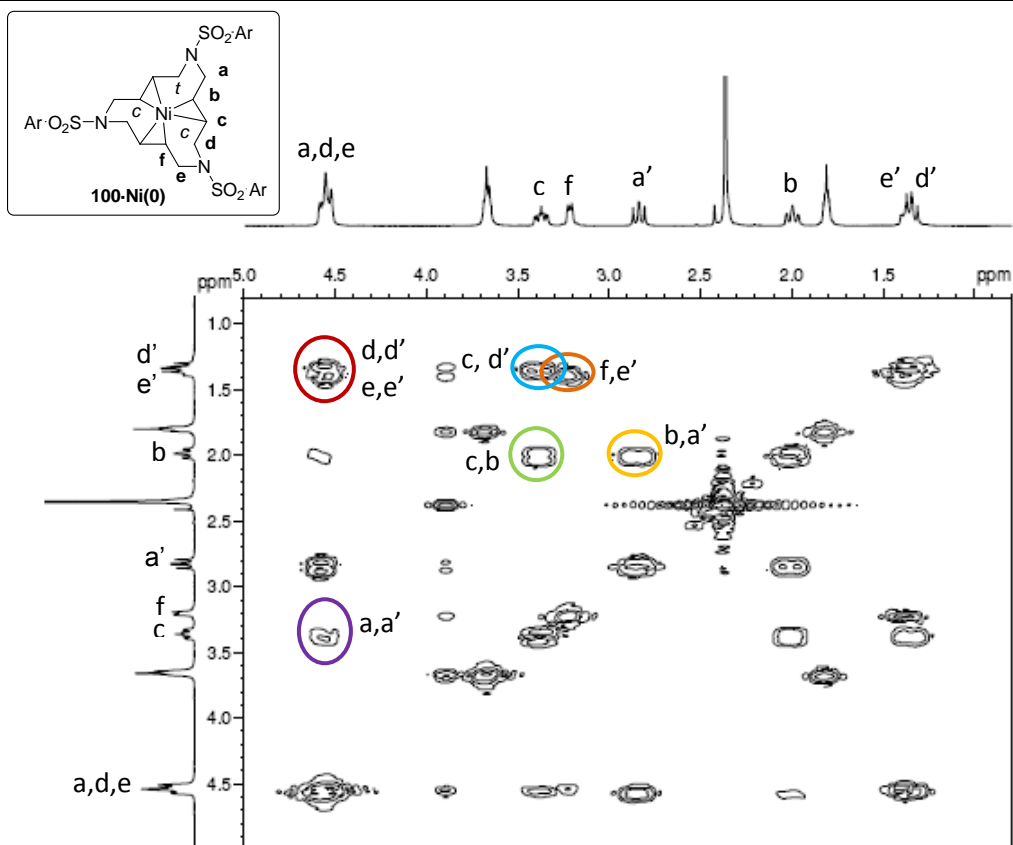 SO₂·Ar
N
a
t
b
c
Ni
c
c
Ar·O₂S
N
d
f
N
e
SO₂·Ar
100·Ni(0)
a,d,e
c
f
a’
b
e’
d’
ppm
5.0
4.5
4.0
3.5
3.0
2.5
2.0
1.5
ppm
1.0
d’
d,d’
c, d’
e’
1.5
e,e’
f,e’
b
2.0
c,b
b,a’
2.5
a’
3.0
f
a,a’
c
3.5
4.0
a,d,e
4.5